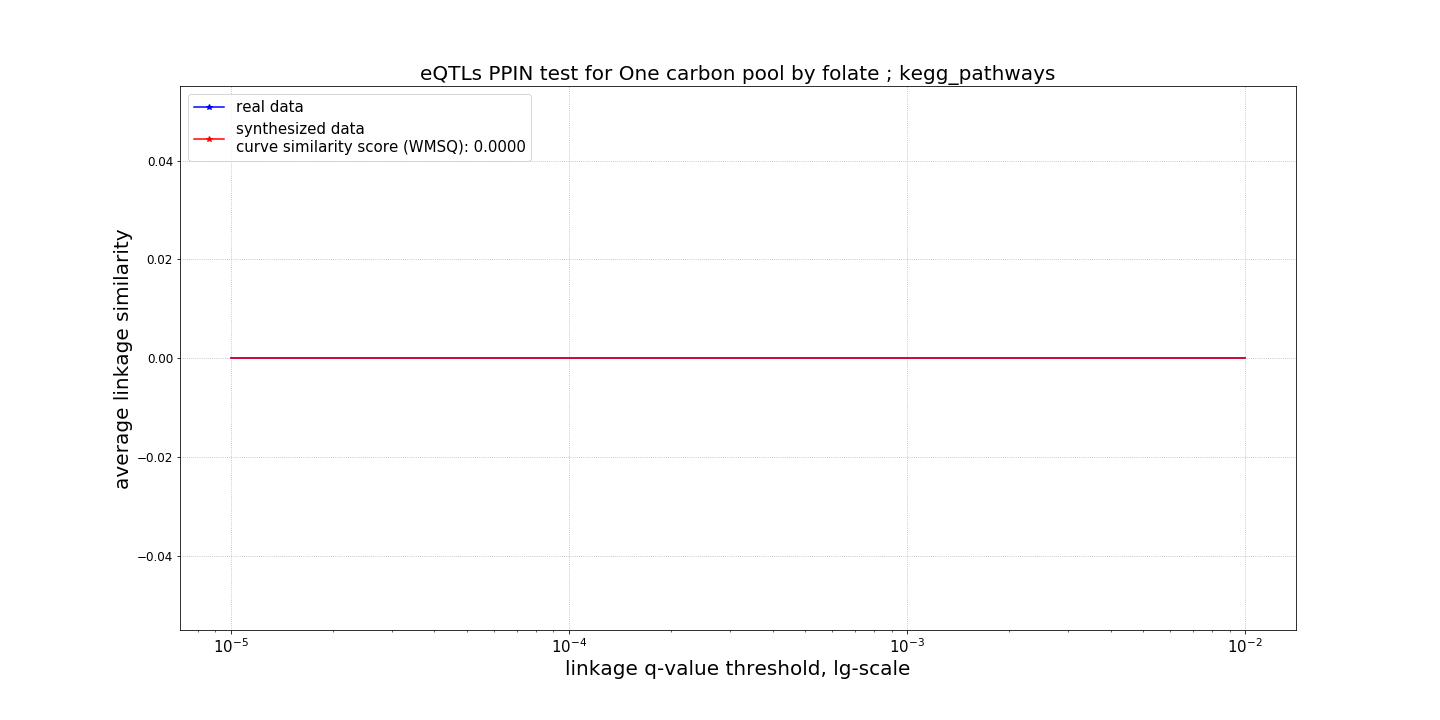 eQTLs PPIN test for One carbon pool by folate ; kegg_pathways
real data
synthesized data
curve similarity score (WMSQ): 0.0000
average linkage similarity
0.04
0.02
0.00
−0.02
−0.04
10⁻⁵
10⁻⁴
10⁻³
10⁻²
linkage q-value threshold, lg-scale